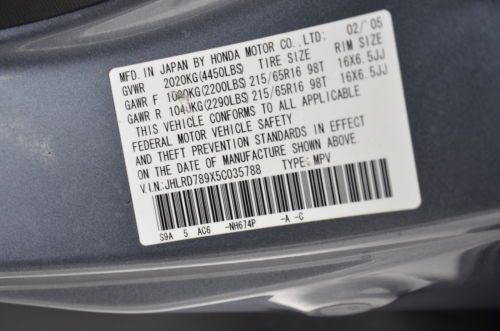 MFD. IN JAPAN BY HONDA MOTOR CO., LTD; 02/'05
GVWR 2020KG(4450LBS) TIRE SIZE RIM SIZE
GAWR F KG(2200LBS) 215/65R16 98T 16X6.5JJ
GAWR R 1040KG(2290LBS) 215/65R16 98T 16X6.5JJ
THIS VEHICLE CONFORMS TO ALL APPLICABLE
FEDERAL MOTOR VEHICLE SAFETY
AND THEFT PREVENTION STANDARDS IN EFFECT
ON THE DATE OF MANUFACTURE SHOWN ABOVE.
V.I.N:JHLRD789X5C035788 TYPE: MPV
S9A 5 AC6 -NH674P -A -C